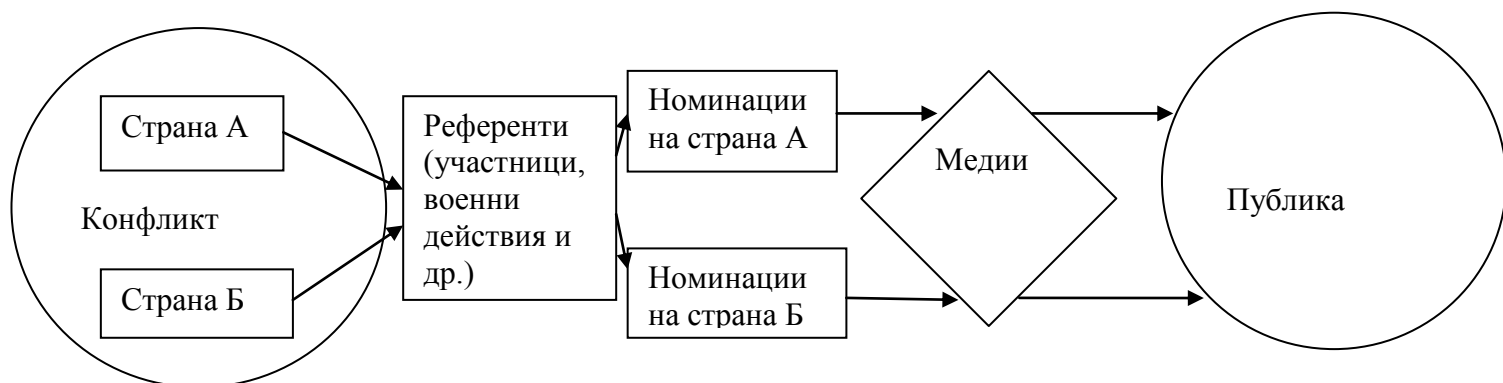 Страна А
Конфликт
Страна Б
Референти
(участници,
военни
действия и
др.)
Номинации
на страна А
Номинации
на страна Б
Медии
Публика